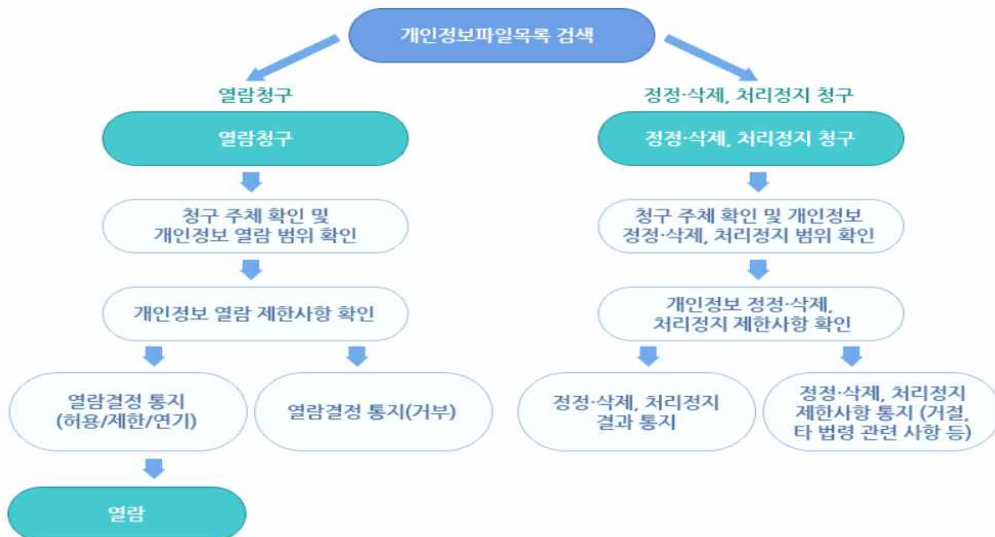 개인정보파일목록 검색
열람청구
정정·삭제, 처리정지 청구
열람청구
정정·삭제, 처리정지 청구
청구 주체 확인 및
개인정보 열람 범위 확인
청구 주체 확인 및 개인정보
정정·삭제, 처리정지 범위 확인
개인정보 열람 제한사항 확인
개인정보 정정·삭제,
처리정지 제한사항 확인
열람결정 통지
(허용/제한/연기)
열람결정 통지(거부)
정정·삭제, 처리정지
결과 통지
정정·삭제, 처리정지
제한사항 통지 (거절,
타 법령 관련 사항 등)
열람